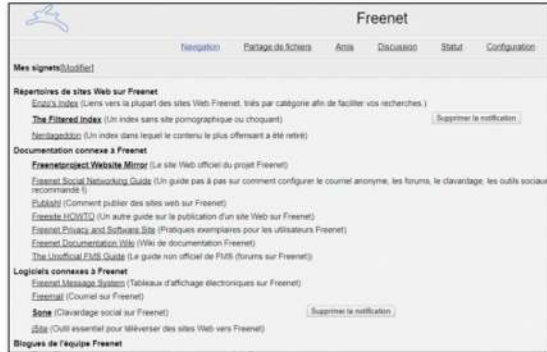 Freenet
Navigation Partage de fichiers Amis Discussion Statut Configuration
Mes signets[Modifier]
Répertoires de sites Web sur Freenet
Enzo's Index (Liens vers la plupart des sites Web Freenet, triés par catégorie afin de faciliter vos recherches.)
The Filtered Index (Un index sans site pornographique ou choquant) Supprimer la notification
Nerdageddon (Un index dans lequel le contenu le plus offensant a été retiré)
Documentation connexe à Freenet
Freenetproject Website Mirror (Le site Web officiel du projet Freenet)
Freenet Social Networking Guide (Un guide pas à pas sur comment configurer le courriel anonyme, les forums, le clavardage, les outils sociaux
recommandé !)
Publish! (Comment publier des sites web sur Freenet)
Freesite HOWTO (Un autre guide sur la publication d'un site Web sur Freenet)
Freenet Privacy and Software Site (Pratiques exemplaires pour les utilisateurs Freenet)
Freenet Documentation Wiki (Wiki de documentation Freenet)
The Unofficial FMS Guide (Le guide non officiel de FMS (forums sur Freenet))
Logiciels connexes à Freenet
Freenet Message System (Tableaux d'affichage électroniques sur Freenet)
Freemail (Courriel sur Freenet)
Sone (Clavardage social sur Freenet) Supprimer la notification
jSite (Outil essentiel pour téléverser des sites Web vers Freenet)
Blogues de l'équipe Freenet